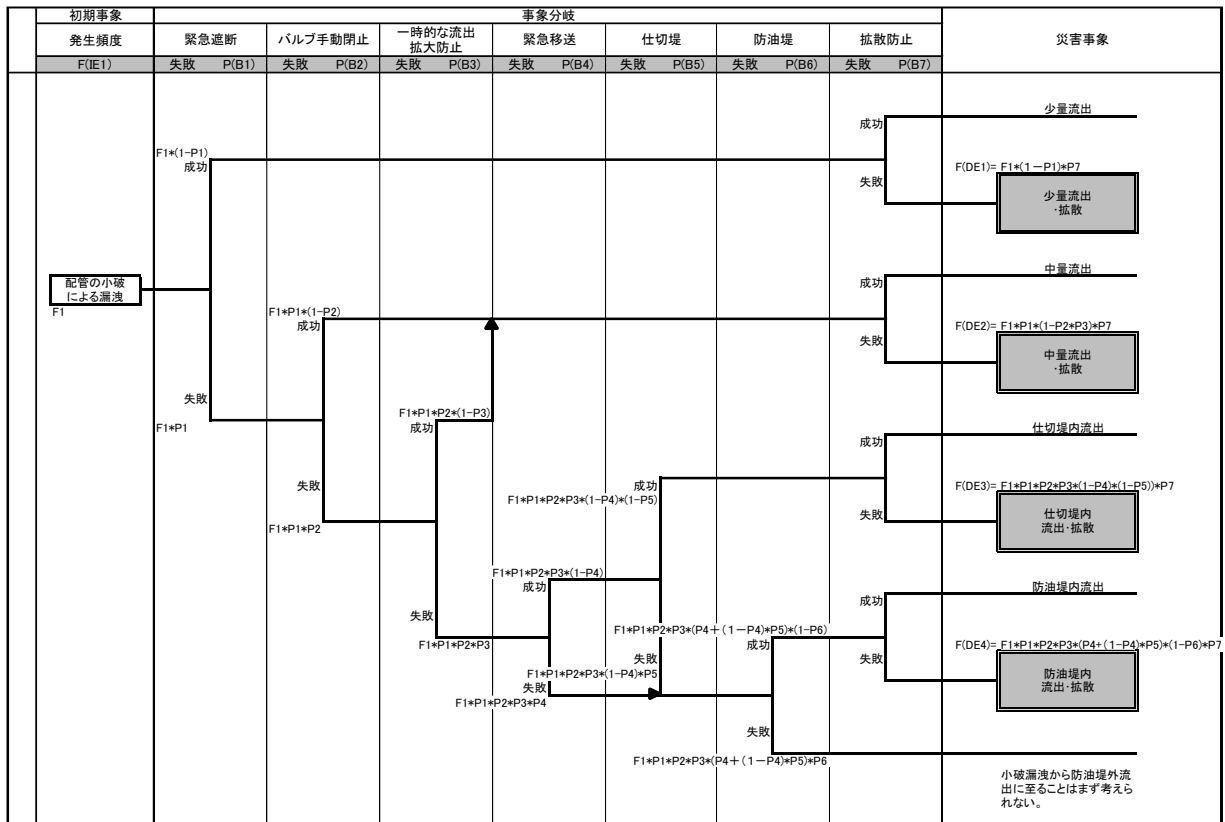 初期事象
事象分岐
発生頻度
緊急遮断
バルブ手動閉止
一時的な流出
拡大防止
緊急移送
仕切堤
防油堤
拡散防止
災害事象
F(IE1)
失敗 P(B1)
失敗 P(B2)
失敗 P(B3)
失敗 P(B4)
失敗 P(B5)
失敗 P(B6)
失敗 P(B7)
少量流出
成功
F1*(1-P1)
成功
F(DE1)= F1*(1-P1)*P7
失敗
少量流出
・拡散
配管の小破
による漏洩
F1
中量流出
成功
F1*P1*(1-P2)
成功
F(DE2)= F1*P1*(1-P2*P3)*P7
失敗
中量流出
・拡散
失敗
F1*P1
F1*P1*P2*(1-P3)
成功
仕切堤内流出
成功
失敗
F1*P1*P2
成功
F1*P1*P2*P3*(1-P4)*(1-P5)
F(DE3)= F1*P1*P2*P3*(1-P4)*(1-P5))*P7
失敗
仕切堤内
流出・拡散
F1*P1*P2*P3*(1-P4)
成功
防油堤内流出
成功
失敗
F1*P1*P2*P3
F1*P1*P2*P3*(P4+(1-P4)*P5)*(1-P6)
成功
F(DE4)= F1*P1*P2*P3*(P4+(1-P4)*P5)*(1-P6)*P7
失敗
防油堤内
流出・拡散
失敗
F1*P1*P2*P3*(1-P4)*P5
失敗
F1*P1*P2*P3*P4
失敗
F1*P1*P2*P3*(P4+(1-P4)*P5)*P6
小破漏洩から防油堤外流
出に至ることはまず考えら
れない。